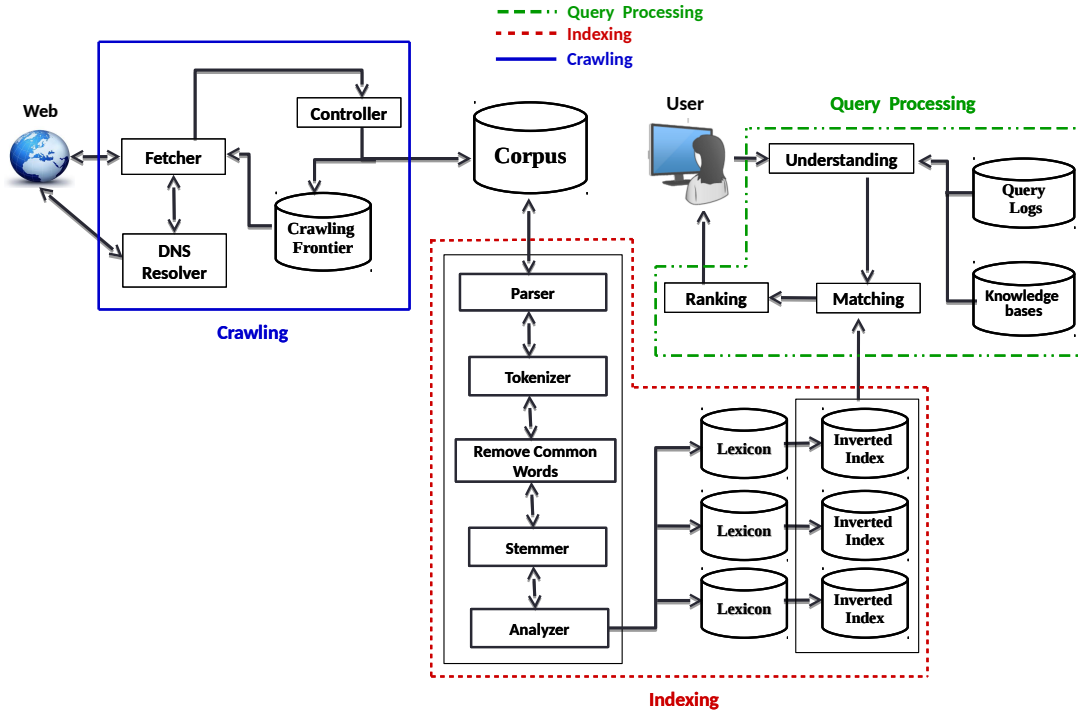 Query Processing
Indexing
Crawling
Web
Controller
Fetcher
Crawling
Frontier
DNS
Resolver
Crawling
Corpus
User
Query Processing
Understanding
Query
Logs
Ranking
Matching
Knowledge
bases
Parser
Tokenizer
Remove Common
Words
Stemmer
Analyzer
Lexicon
Inverted
Index
Lexicon
Inverted
Index
Lexicon
Inverted
Index
Indexing